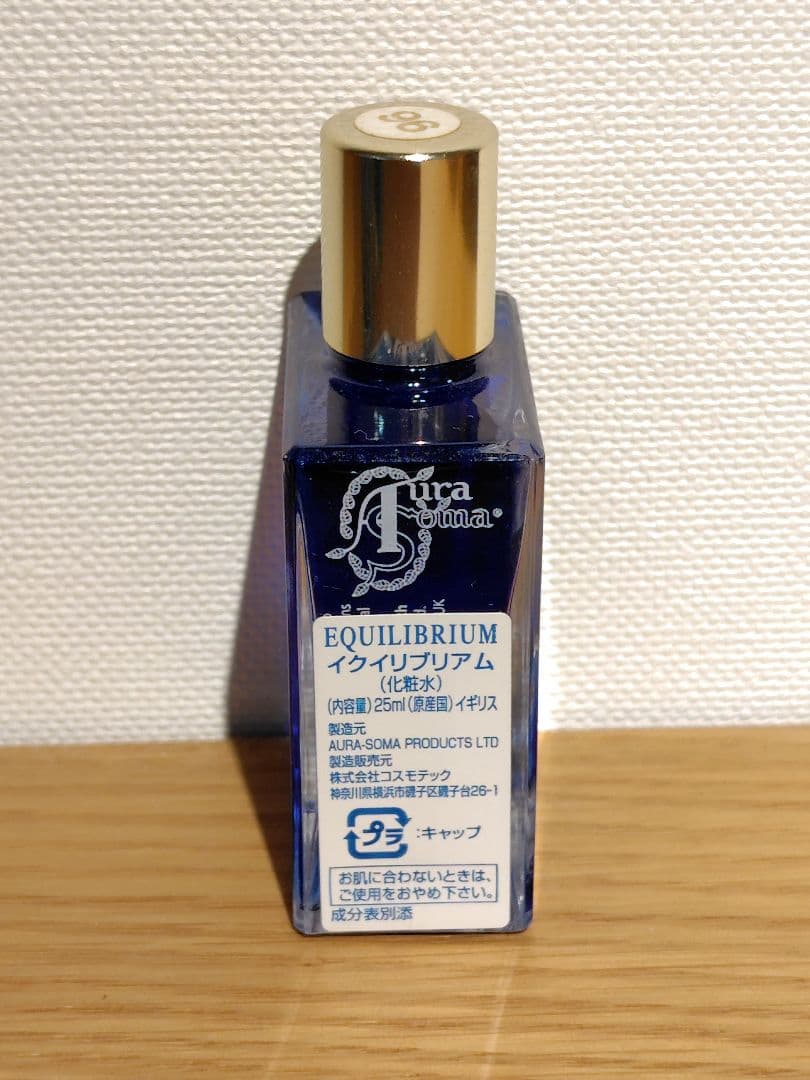 96
Aura
Soma®
UK
EQUILIBRIUM
イクイリブリアム
(化粧水)
(内容量)25ml(原産国)イギリス
製造元
AURA-SOMA PRODUCTS LTD
製造販売元
株式会社コスモテック
神奈川県横浜市磯子区磯子台26-1
プラ :キャップ
お肌に合わないときは、
ご使用をおやめ下さい。
成分表別添